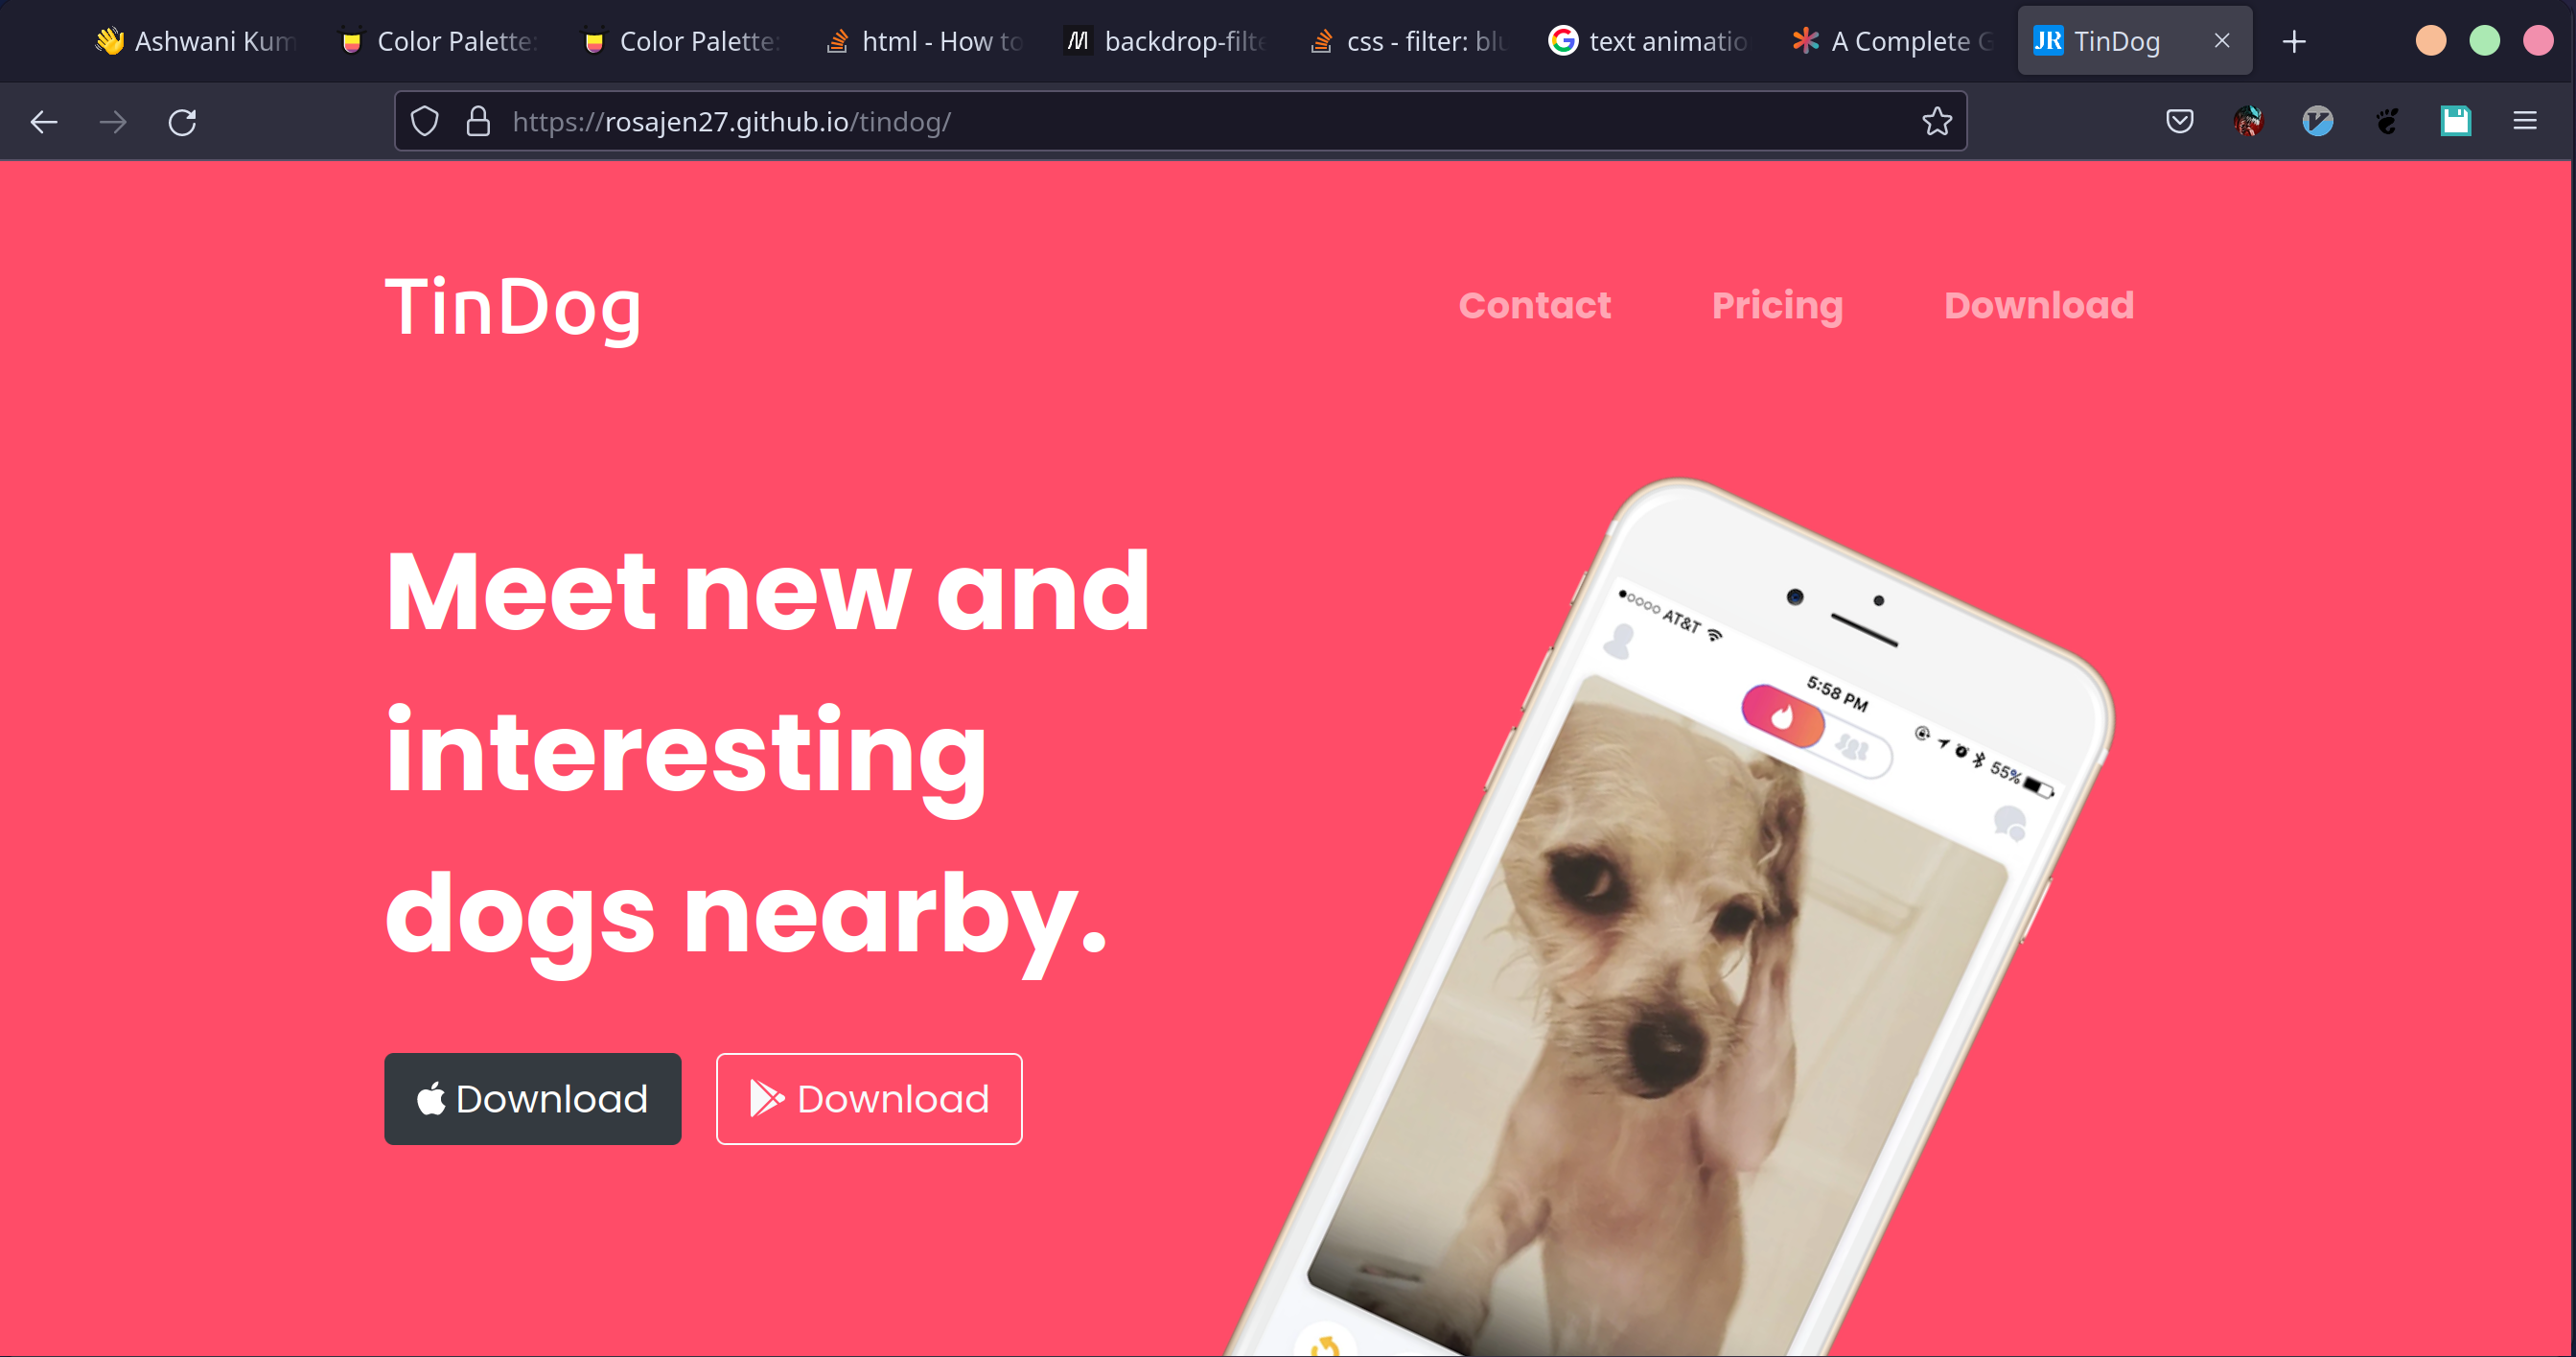 Ashwani Kum
Color Palette:
Color Palette:
html - How to
backdrop-filte
css - filter: blu
text animatio
A Complete G
JR TinDog
https://rosajen27.github.io/tindog/
TinDog
Contact
Pricing
Download
Meet new and
interesting
dogs nearby.
Download
Download
AT&T
5:58 PM
55%